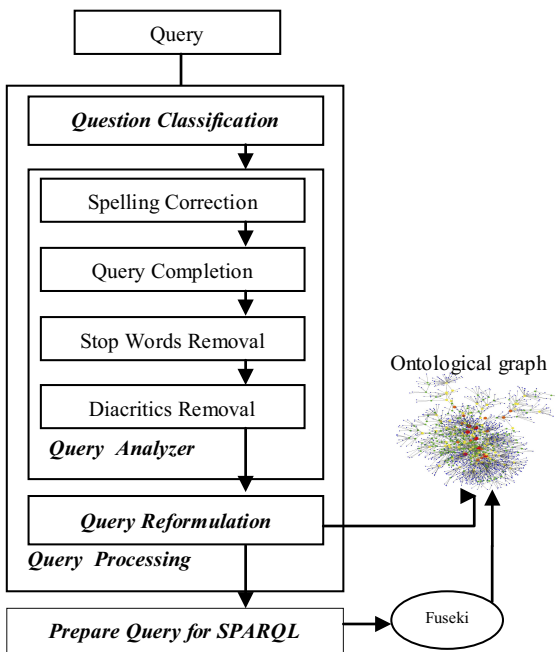 Query
Question Classification
Spelling Correction
Query Completion
Stop Words Removal
Ontological graph
Diacritics Removal
Query Analyzer
Query Reformulation
Query Processing
Prepare Query for SPARQL
Fuseki